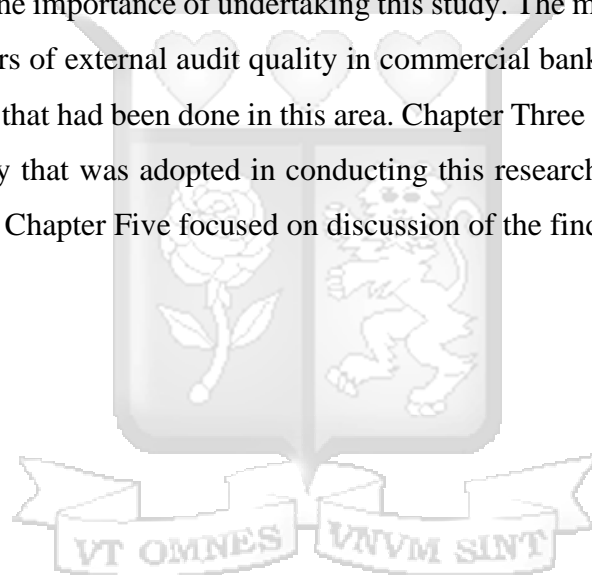 he importance of undertaking this study. The m
rs of external audit quality in commercial bank
that had been done in this area. Chapter Three
y that was adopted in conducting this research
Chapter Five focused on discussion of the find
VT OMNES VNVM SINT